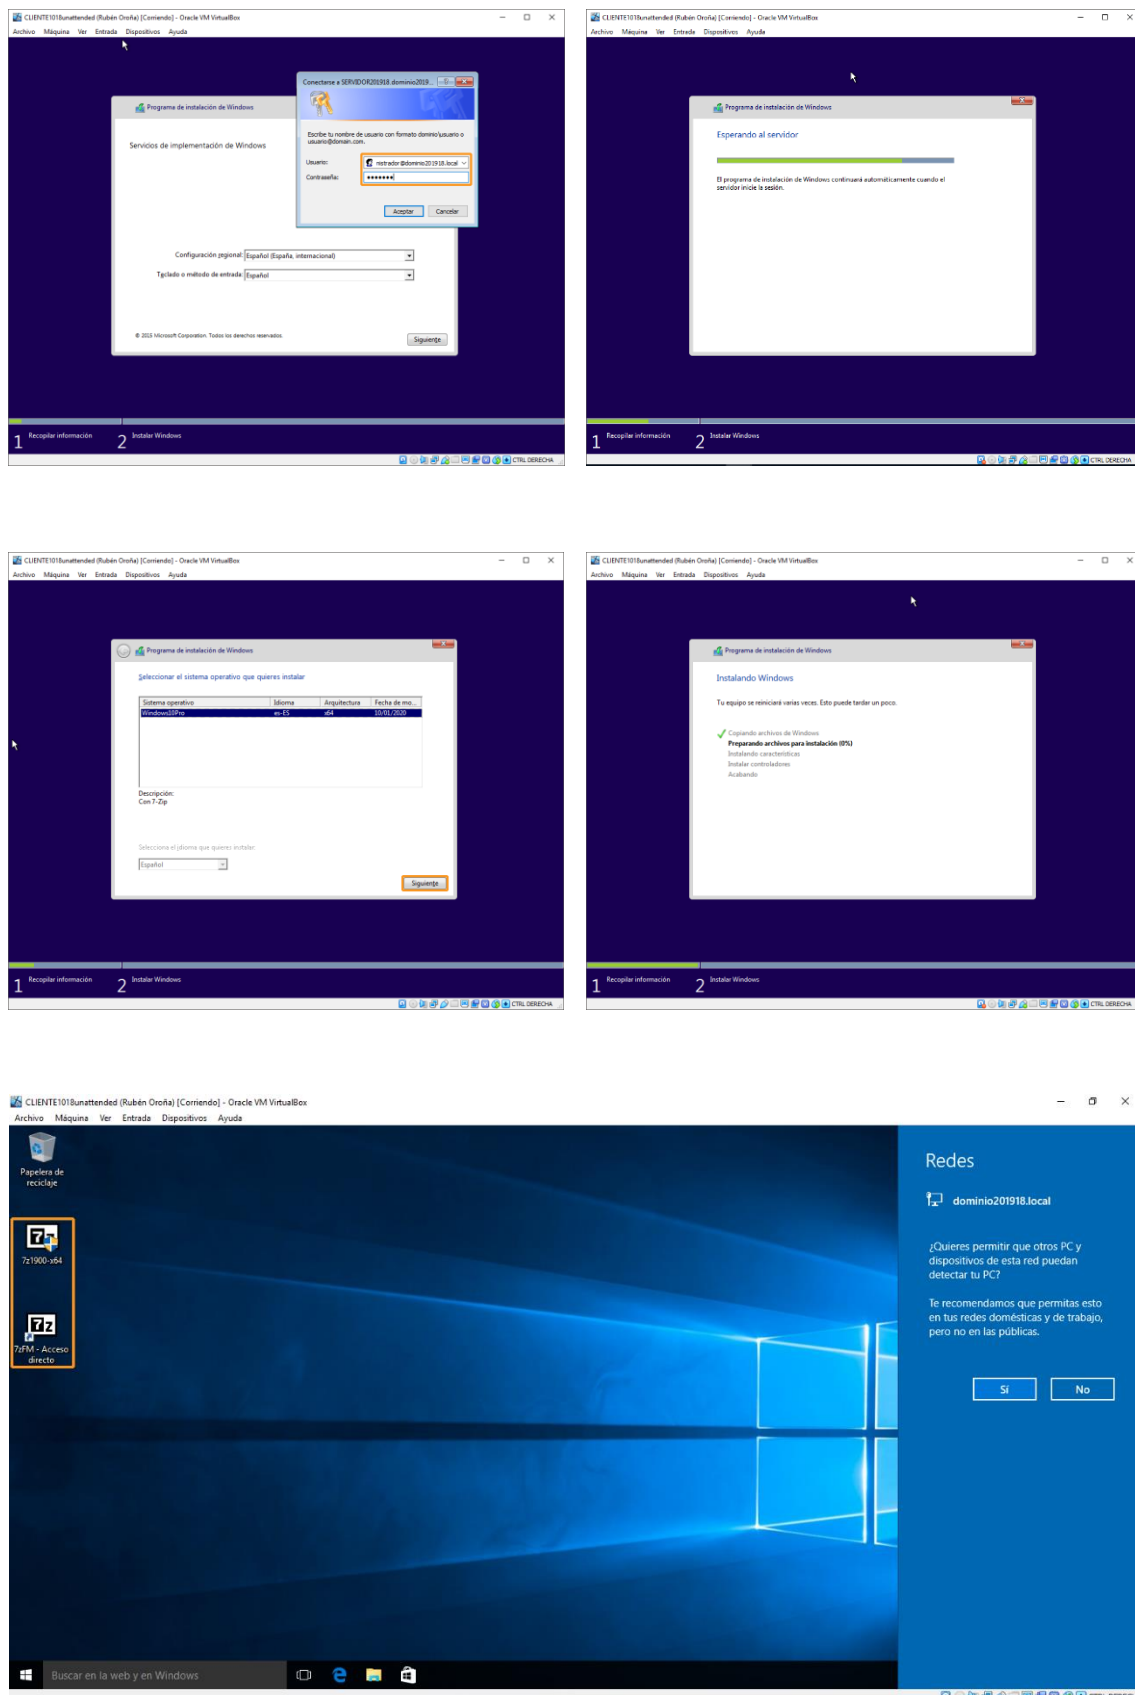 CLIENTE1018unattended (Rubén Oroña) [Corriendo] - Oracle VM VirtualBox
Archivo Máquina Ver Entrada Dispositivos Ayuda
Conectarse a SERVIDOR201918.dominio2019...
Programa de instalación de Windows
Servicios de implementación de Windows
Escribe tu nombre de usuario con formato dominio\usuario o
usuario@domain.com.
Usuario: nistrador@dominio201918.local
Contraseña:
Aceptar Cancelar
Configuración regional: Español (España, internacional)
Teclado o método de entrada: Español
© 2015 Microsoft Corporation. Todos los derechos reservados.
Siguiente
1 Recopilar información 2 Instalar Windows
CTRL DERECHA
CLIENTE1018unattended (Rubén Oroña) [Corriendo] - Oracle VM VirtualBox
Archivo Máquina Ver Entrada Dispositivos Ayuda
Programa de instalación de Windows
Esperando al servidor
El programa de instalación de Windows continuará automáticamente cuando el
servidor inicie la sesión.
1 Recopilar información 2 Instalar Windows
CTRL DERECHA
CLIENTE1018unattended (Rubén Oroña) [Corriendo] - Oracle VM VirtualBox
Archivo Máquina Ver Entrada Dispositivos Ayuda
Programa de instalación de Windows
Seleccionar el sistema operativo que quieres instalar
Sistema operativo Idioma Arquitectura Fecha de mo...
Windows10Pro es-ES x64 10/01/2020
Descripción:
Con 7-Zip
Selecciona el idioma que quieres instalar:
Español
Siguiente
1 Recopilar información 2 Instalar Windows
CTRL DERECHA
CLIENTE1018unattended (Rubén Oroña) [Corriendo] - Oracle VM VirtualBox
Archivo Máquina Ver Entrada Dispositivos Ayuda
Programa de instalación de Windows
Instalando Windows
Tu equipo se reiniciará varias veces. Esto puede tardar un poco.
Copiando archivos de Windows
Preparando archivos para instalación (0%)
Instalando características
Instalar controladores
Acabando
1 Recopilar información 2 Instalar Windows
CTRL DERECHA
CLIENTE1018unattended (Rubén Oroña) [Corriendo] - Oracle VM VirtualBox
Archivo Máquina Ver Entrada Dispositivos Ayuda
Papelera de
reciclaje
7z
7z1900-x64
7z
7zFM - Acceso
directo
Redes
dominio201918.local
¿Quieres permitir que otros PC y
dispositivos de esta red puedan
detectar tu PC?
Te recomendamos que permitas esto
en tus redes domésticas y de trabajo,
pero no en las públicas.
Sí No
Buscar en la web y en Windows